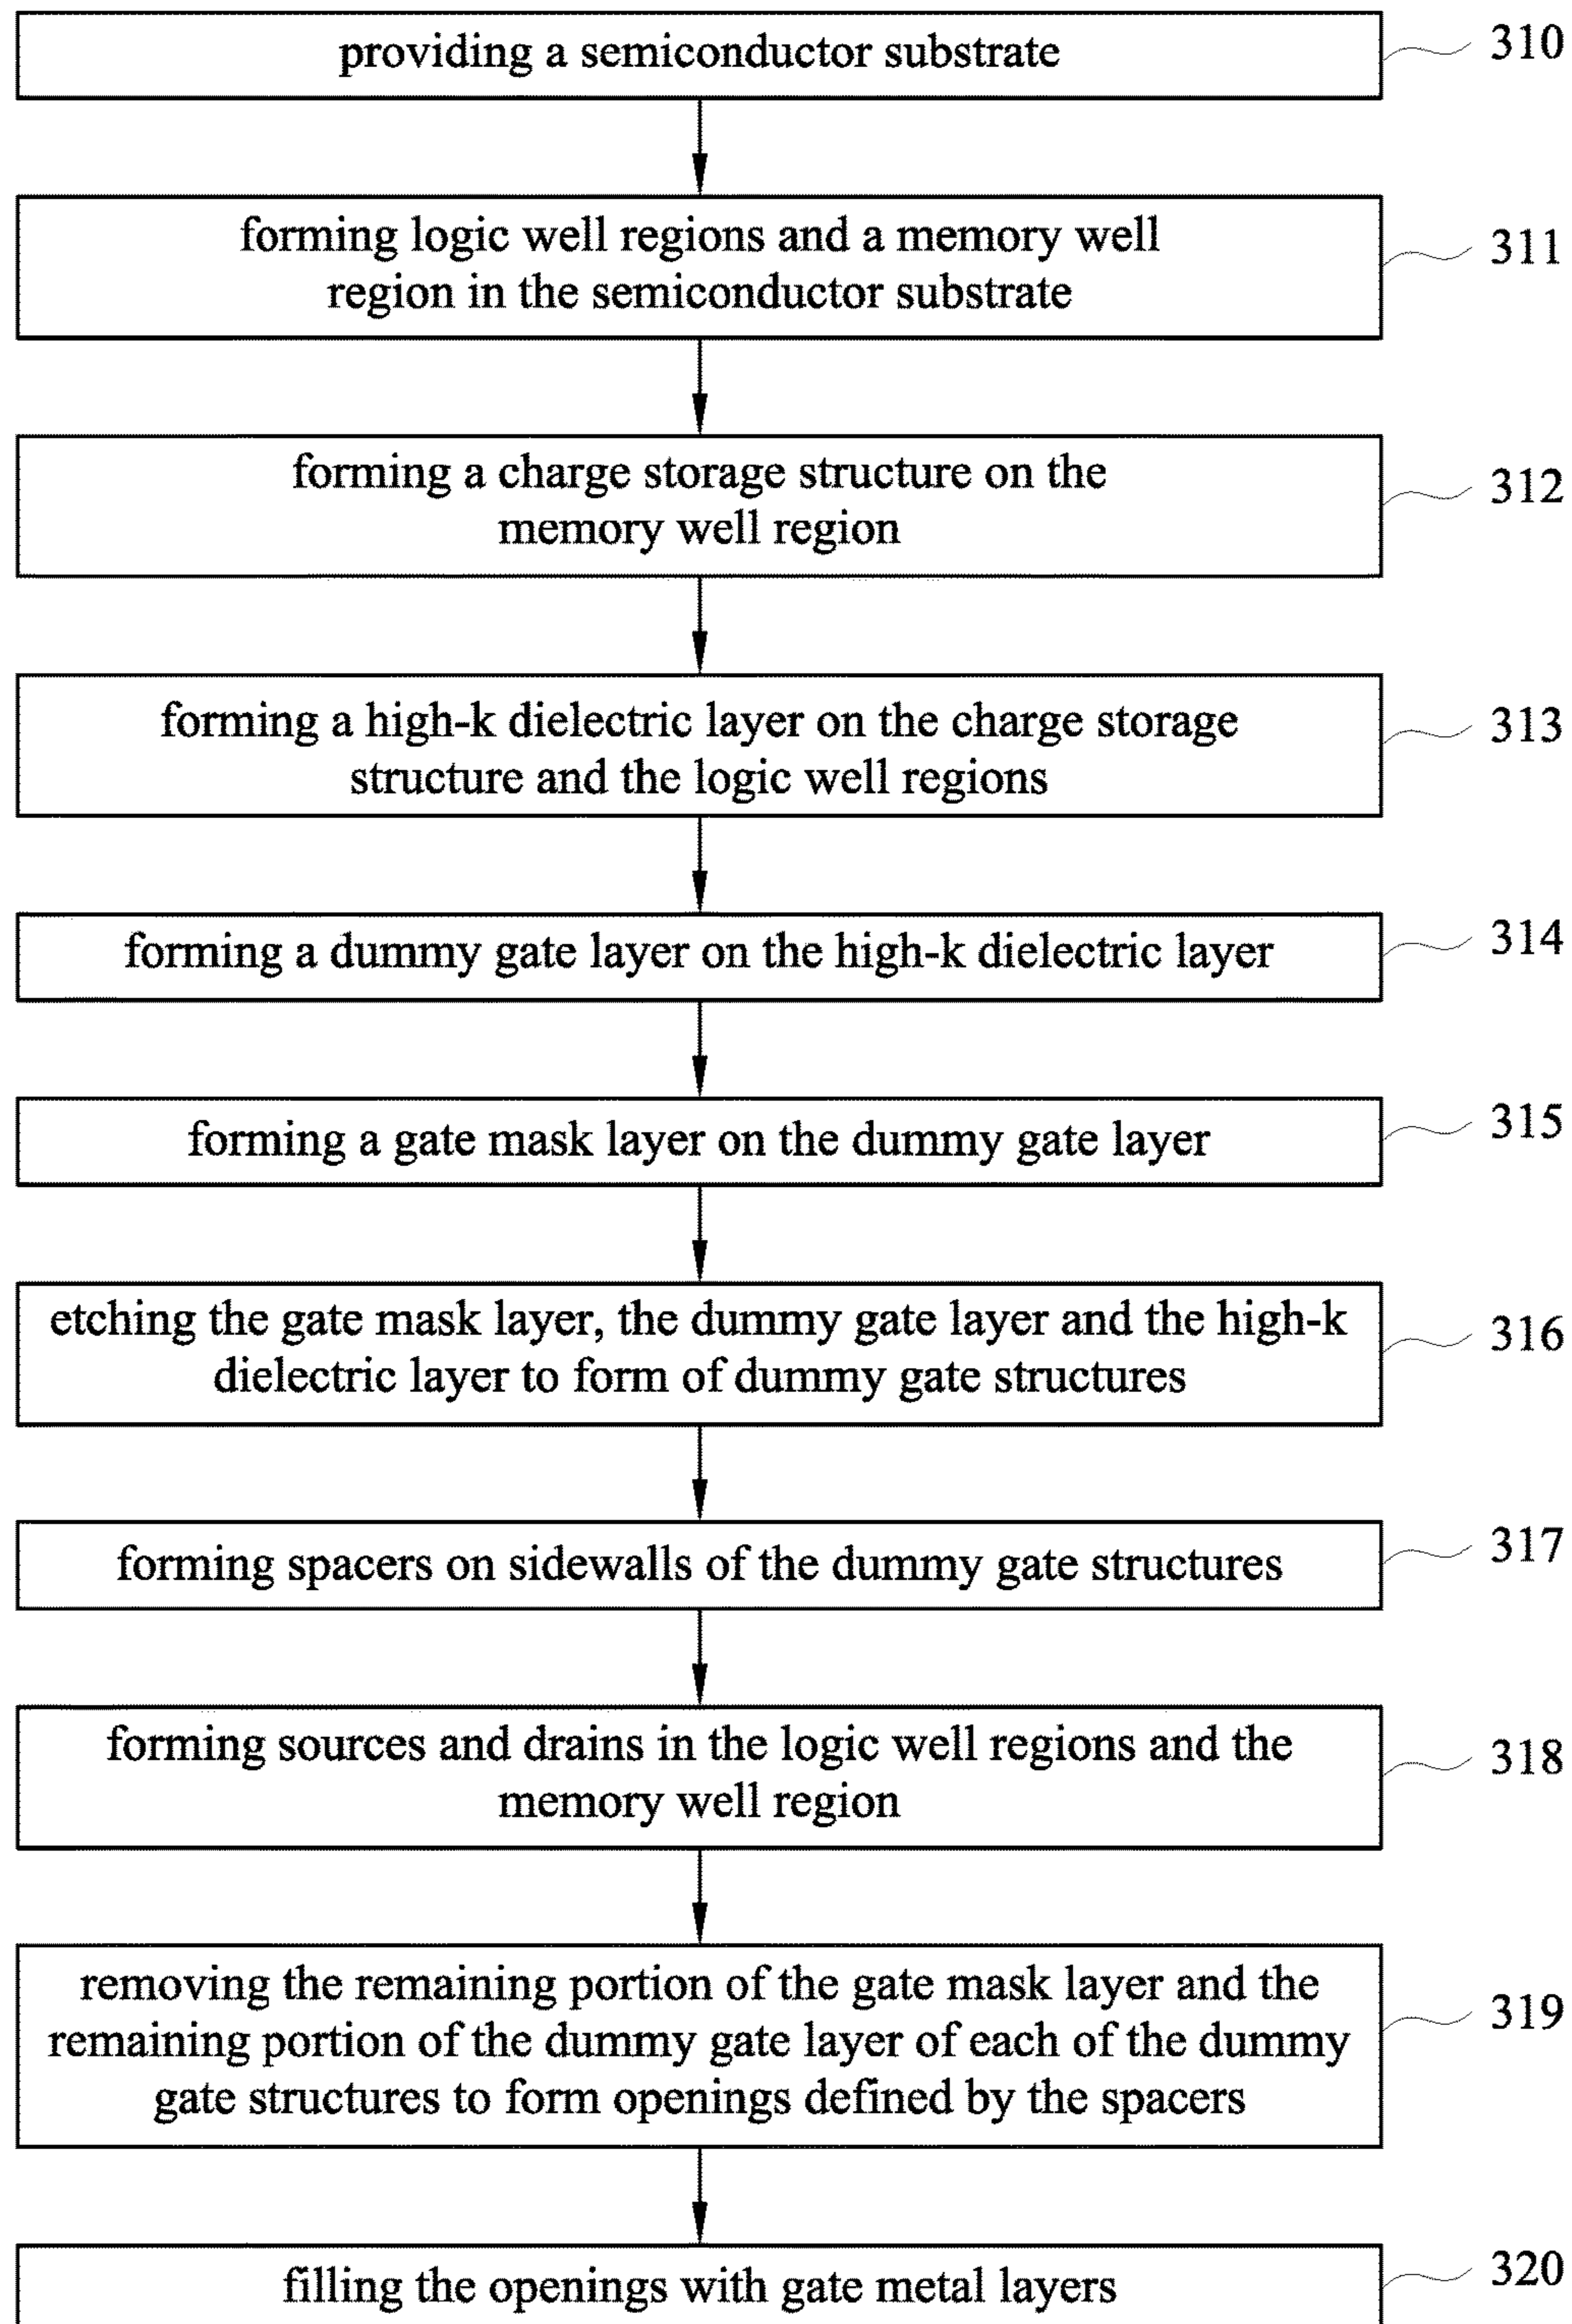 providing a semiconductor substrate
310
forming logic well regions and a memory well
region in the semiconductor substrate
311
forming a charge storage structure on the
memory well region
312
forming a high-k dielectric layer on the charge storage
structure and the logic well regions
313
forming a dummy gate layer on the high-k dielectric layer
314
forming a gate mask layer on the dummy gate layer
315
etching the gate mask layer, the dummy gate layer and the high-k
dielectric layer to form of dummy gate structures
316
forming spacers on sidewalls of the dummy gate structures
317
forming sources and drains in the logic well regions and the
memory well region
318
removing the remaining portion of the gate mask layer and the
remaining portion of the dummy gate layer of each of the dummy
gate structures to form openings defined by the spacers
319
filling the openings with gate metal layers
320